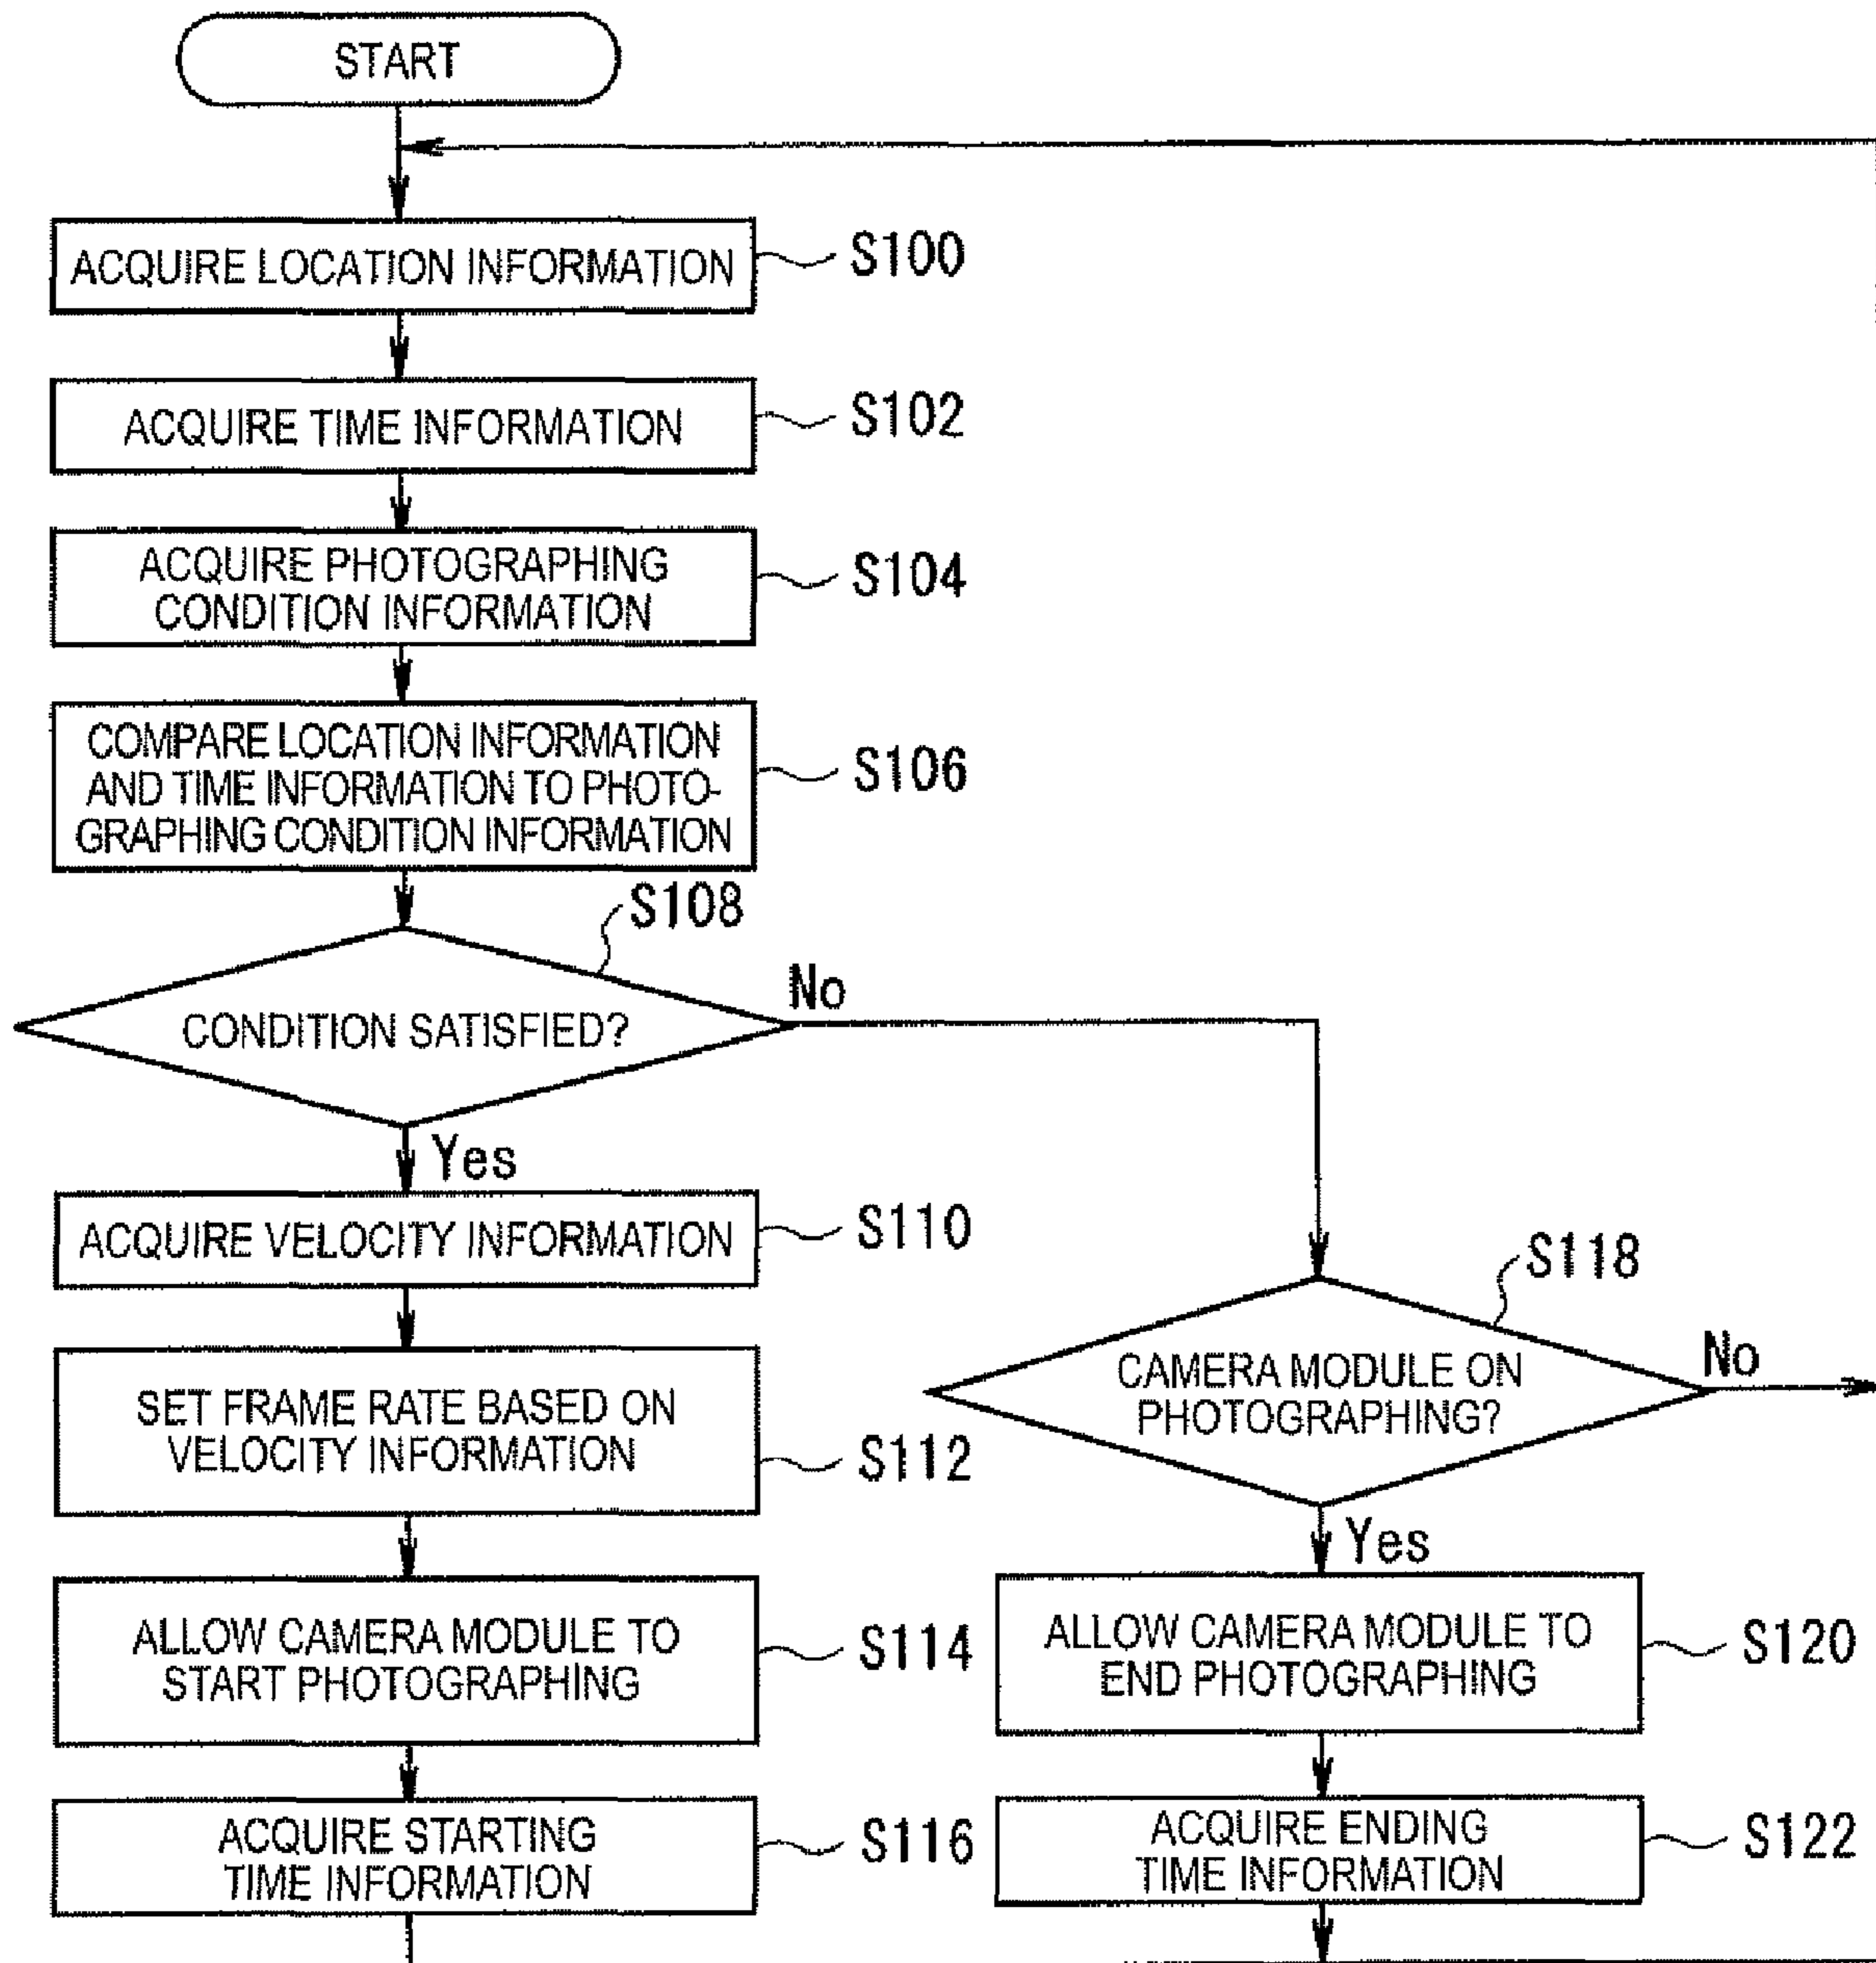 START
ACQUIRE LOCATION INFORMATION
S100
ACQUIRE TIME INFORMATION
S102
ACQUIRE PHOTOGRAPHING
CONDITION INFORMATION
S104
COMPARE LOCATION INFORMATION
AND TIME INFORMATION TO PHOTO-
GRAPHING CONDITION INFORMATION
S106
S108
CONDITION SATISFIED?
No
Yes
ACQUIRE VELOCITY INFORMATION
S110
SET FRAME RATE BASED ON
VELOCITY INFORMATION
S112
ALLOW CAMERA MODULE TO
START PHOTOGRAPHING
S114
ACQUIRE STARTING
TIME INFORMATION
S116
S118
CAMERA MODULE ON
PHOTOGRAPHING?
No
Yes
ALLOW CAMERA MODULE TO
END PHOTOGRAPHING
S120
ACQUIRE ENDING
TIME INFORMATION
S122